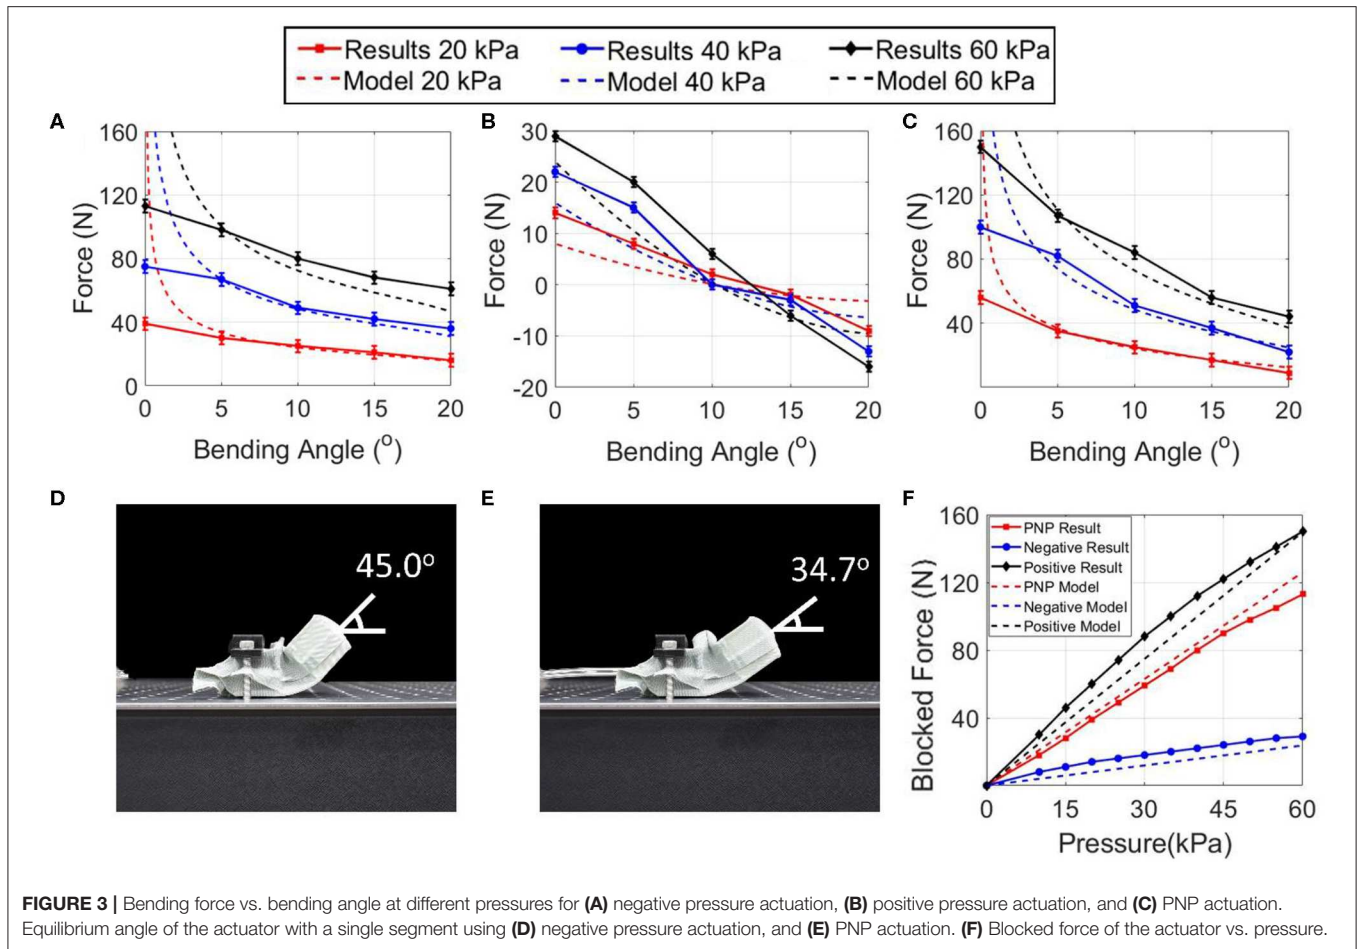 Results 20 kPa Results 40 kPa Results 60 kPa
Model 20 kPa Model 40 kPa Model 60 kPa
A
160
120
80
40
0
Force (N)
0 5 10 15 20
Bending Angle (o)
B
30
20
10
0
-10
-20
Force (N)
0 5 10 15 20
Bending Angle (o)
C
160
120
80
40
Force (N)
0 5 10 15 20
Bending Angle (o)
D
45.0o
E
34.7o
F
160
120
80
40
Blocked Force (N)
PNP Result
Negative Result
Positive Result
PNP Model
Negative Model
Positive Model
0 15 30 45 60
Pressure(kPa)
FIGURE 3 | Bending force vs. bending angle at different pressures for (A) negative pressure actuation, (B) positive pressure actuation, and (C) PNP actuation.
Equilibrium angle of the actuator with a single segment using (D) negative pressure actuation, and (E) PNP actuation. (F) Blocked force of the actuator vs. pressure.